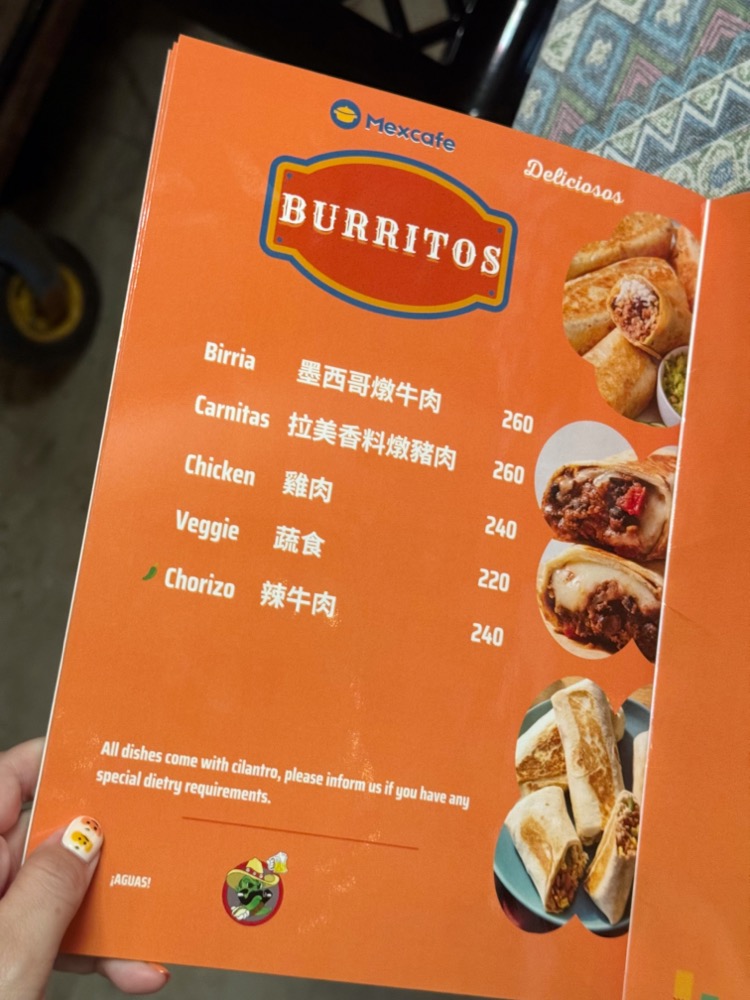 Mexcafe
Deliciosos
BURRITOS
Birria 墨西哥燉牛肉 260
Carnitas 拉美香料燉豬肉 260
Chicken 雞肉 240
Veggie 蔬食 220
Chorizo 辣牛肉 240
All dishes come with cilantro, please inform us if you have any
special dietry requirements.
¡AGUAS!